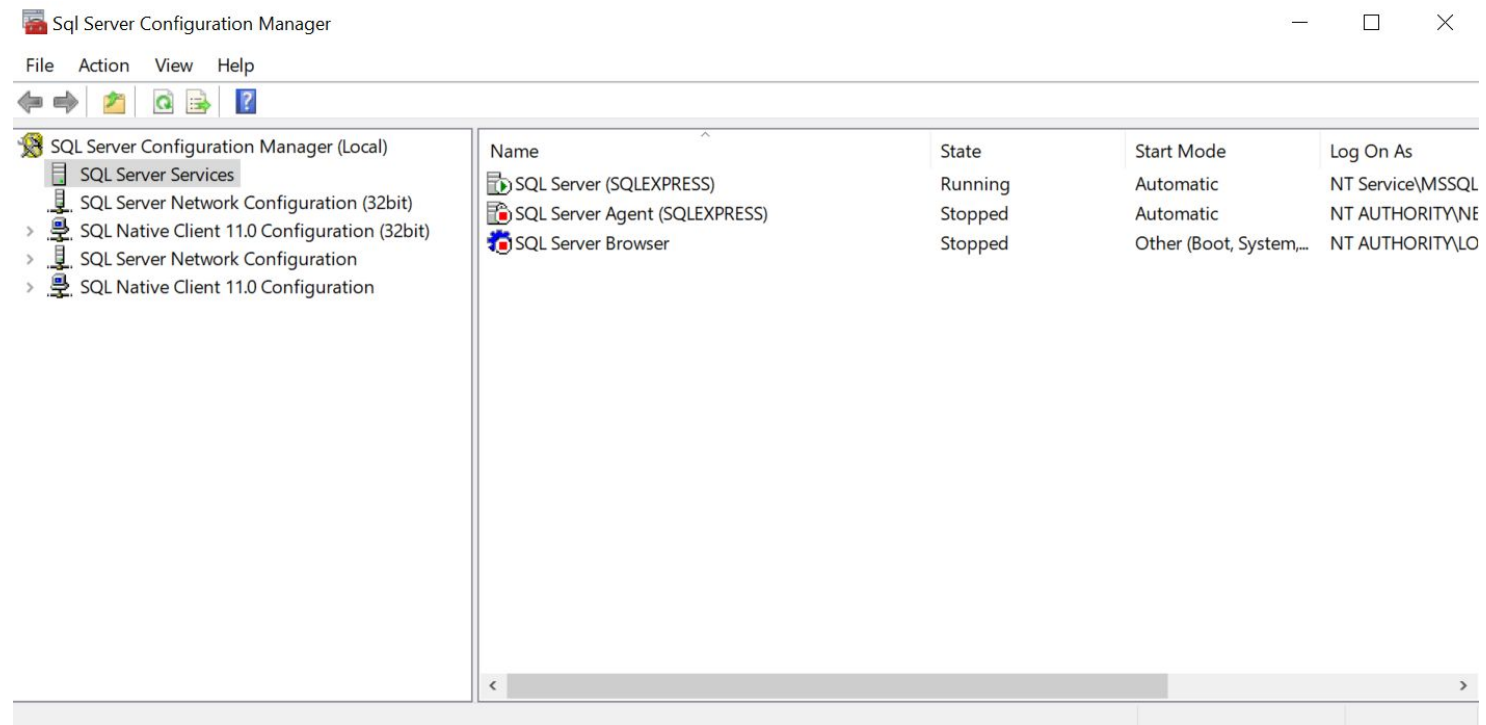 Sql Server Configuration Manager
File Action View Help
SQL Server Configuration Manager (Local)
SQL Server Services
SQL Server Network Configuration (32bit)
SQL Native Client 11.0 Configuration (32bit)
SQL Server Network Configuration
SQL Native Client 11.0 Configuration
Name State Start Mode Log On As
SQL Server (SQLEXPRESS) Running Automatic NT Service\MSSQL
SQL Server Agent (SQLEXPRESS) Stopped Automatic NT AUTHORITY\NE
SQL Server Browser Stopped Other (Boot, System,... NT AUTHORITY\LO